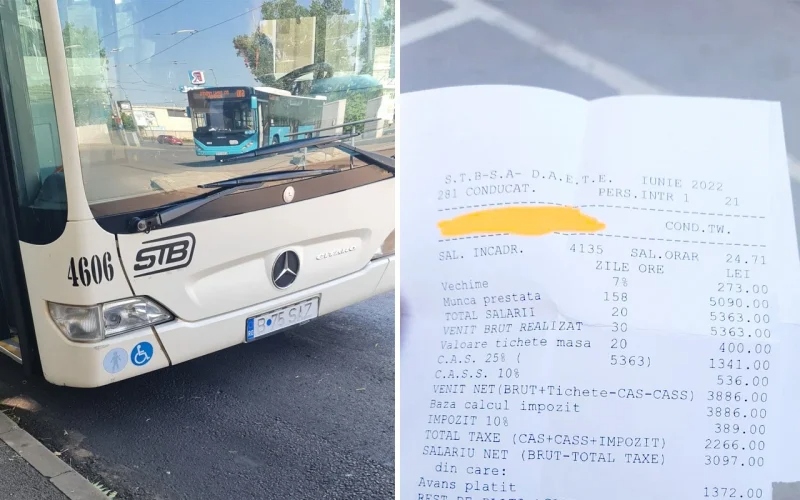 4606
STB
B 75 SAZ
S.T.B-S.A- D.A.E.T.E. IUNIE 2022
281 CONDUCAT. PERS.INTR 1 21
COND.TW.
SAL. INCADR. 4135 SAL.ORAR 24.71
ZILE ORE LEI
Vechime 7% 273.00
Munca prestata 158 5090.00
TOTAL SALARII 20 5363.00
VENIT BRUT REALIZAT 30 5363.00
Valoare tichete masa 20 400.00
C.A.S. 25% ( 5363) 1341.00
C.A.S.S. 10% 536.00
VENIT NET(BRUT+Tichete-CAS-CASS) 3886.00
Baza calcul impozit 3886.00
IMPOZIT 10% 389.00
TOTAL TAXE (CAS+CASS+IMPOZIT) 2266.00
SALARIU NET (BRUT-TOTAL TAXE) 3097.00
din care:
Avans platit 1372.00